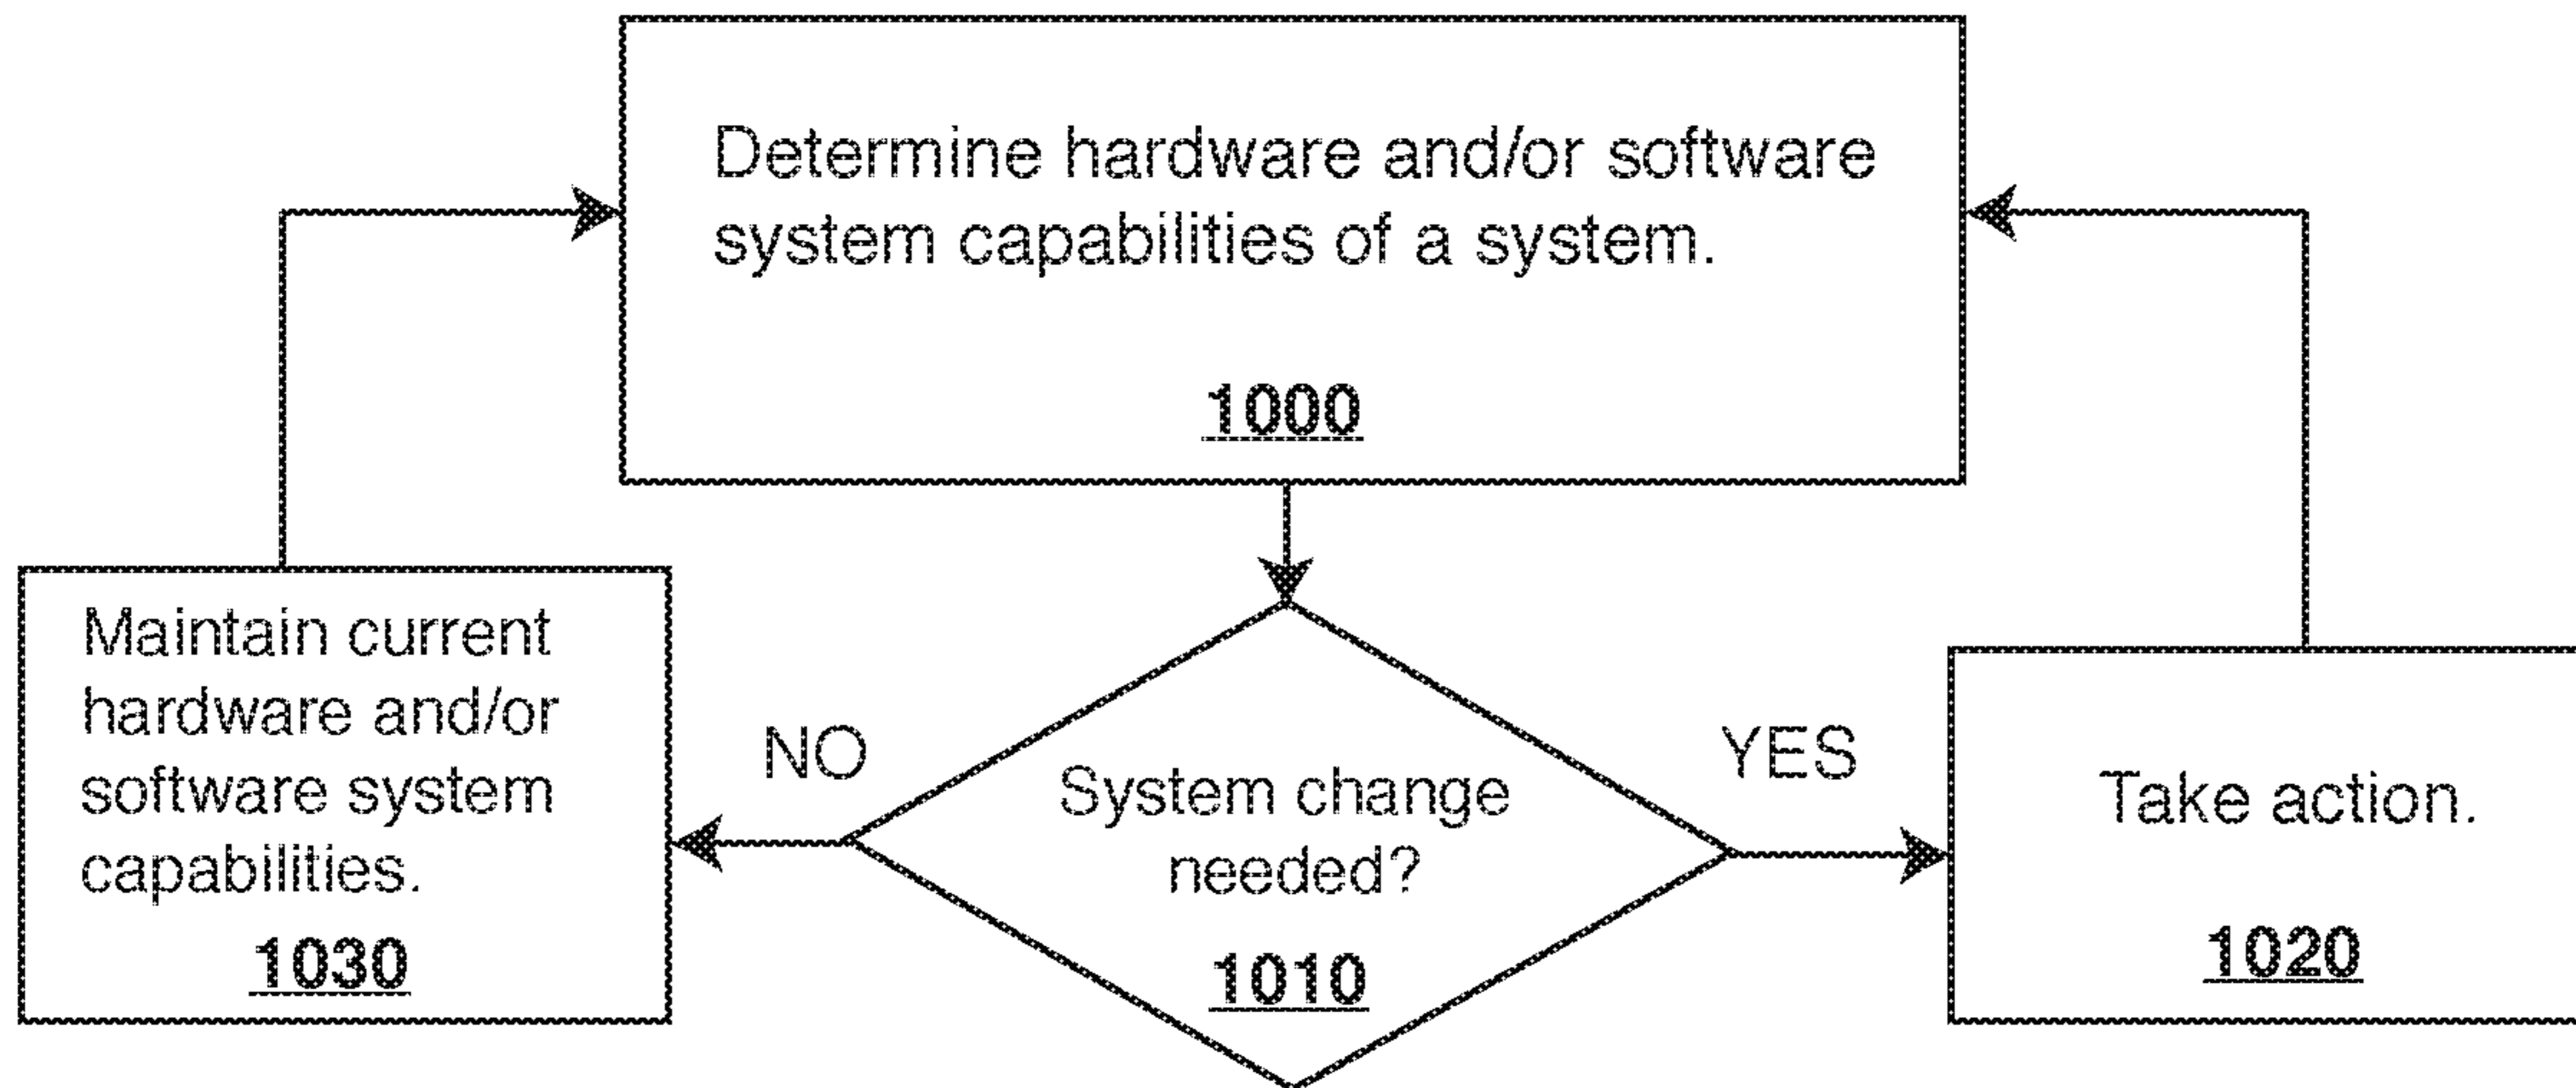 Determine hardware and/or software
system capabilities of a system.
1000
Maintain current
hardware and/or
software system
capabilities.
1030
NO
System change
needed?
1010
YES
Take action.
1020